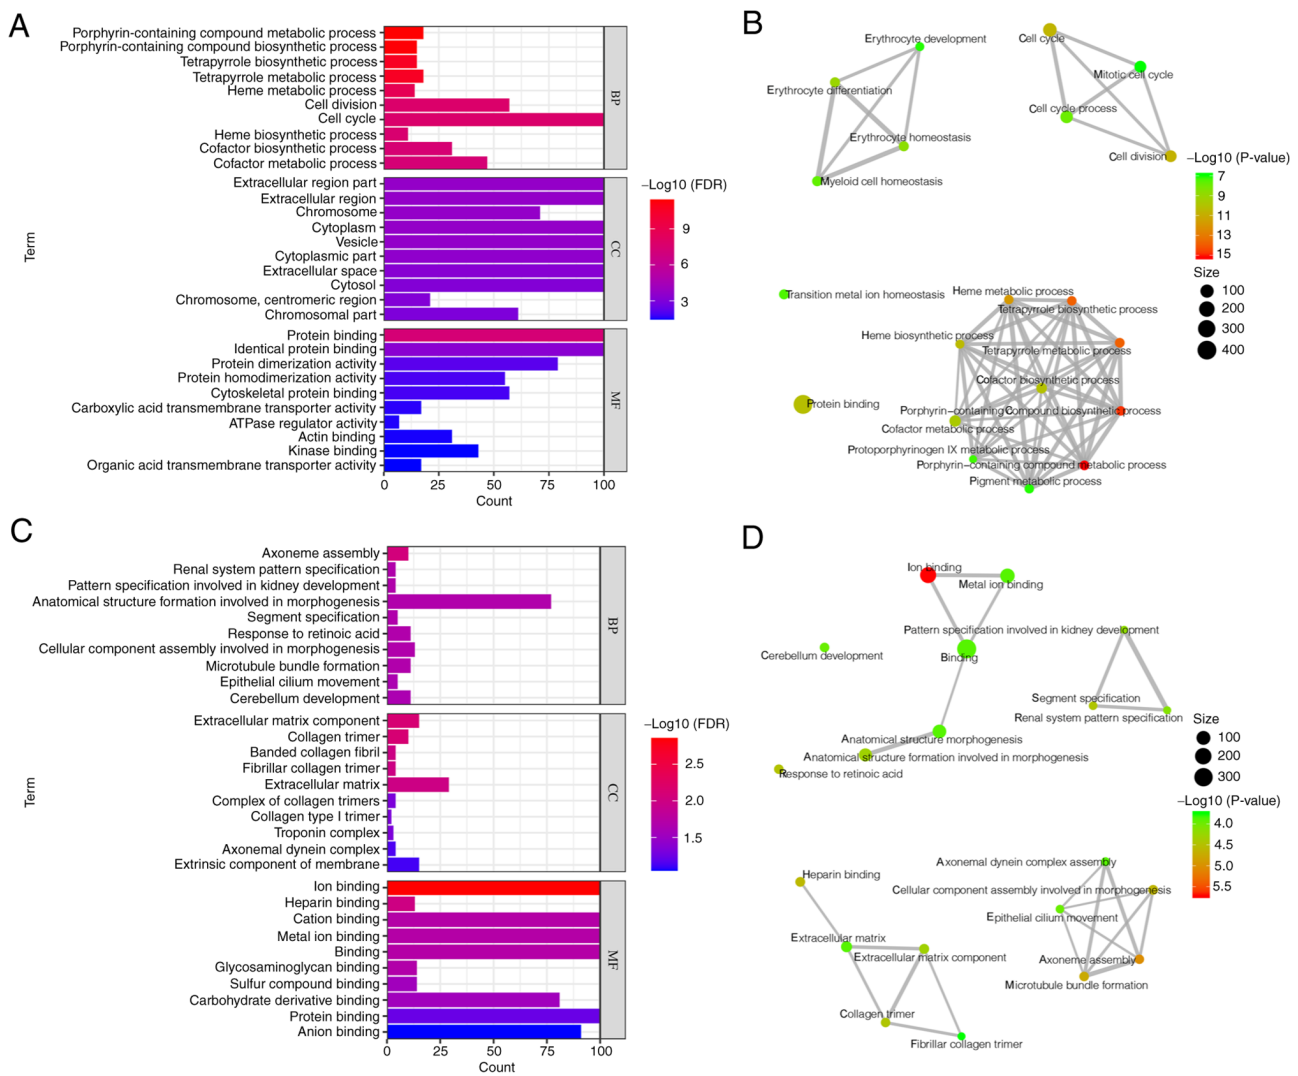 A
Porphyrin-containing compound metabolic process
Porphyrin-containing compound biosynthetic process
Tetrapyrrole biosynthetic process
Tetrapyrrole metabolic process
Heme metabolic process
Cell division
Cell cycle
Heme biosynthetic process
Cofactor biosynthetic process
Cofactor metabolic process
BP
Extracellular region part
Extracellular region
Chromosome
Cytoplasm
Vesicle
Cytoplasmic part
Extracellular space
Cytosol
Chromosome, centromeric region
Chromosomal part
CC
Protein binding
Identical protein binding
Protein dimerization activity
Protein homodimerization activity
Cytoskeletal protein binding
Carboxylic acid transmembrane transporter activity
ATPase regulator activity
Actin binding
Kinase binding
Organic acid transmembrane transporter activity
MF
Term
0 25 50 75 100
Count
−Log10 (FDR)
9
6
3
B
Erythrocyte development
Erythrocyte differentiation
Erythrocyte homeostasis
Myeloid cell homeostasis
Cell cycle
Mitotic cell cycle
Cell cycle process
Cell division
Transition metal ion homeostasis
Protein binding
Heme metabolic process
Tetrapyrrole biosynthetic process
Heme biosynthetic process
Tetrapyrrole metabolic process
Cofactor biosynthetic process
Porphyrin−containing Compound biosynthetic process
Cofactor metabolic process
Protoporphyrinogen IX metabolic process
Porphyrin−containing compound metabolic process
Pigment metabolic process
−Log10 (P-value)
7
9
11
13
15
Size
100
200
300
400
C
Axoneme assembly
Renal system pattern specification
Pattern specification involved in kidney development
Anatomical structure formation involved in morphogenesis
Segment specification
Response to retinoic acid
Cellular component assembly involved in morphogenesis
Microtubule bundle formation
Epithelial cilium movement
Cerebellum development
BP
Extracellular matrix component
Collagen trimer
Banded collagen fibril
Fibrillar collagen trimer
Extracellular matrix
Complex of collagen trimers
Collagen type I trimer
Troponin complex
Axonemal dynein complex
Extrinsic component of membrane
CC
Ion binding
Heparin binding
Cation binding
Metal ion binding
Binding
Glycosaminoglycan binding
Sulfur compound binding
Carbohydrate derivative binding
Protein binding
Anion binding
MF
Term
0 25 50 75 100
Count
−Log10 (FDR)
2.5
2.0
1.5
D
Ion binding
Metal ion binding
Pattern specification involved in kidney development
Cerebellum development
Binding
Segment specification
Renal system pattern specification
Anatomical structure morphogenesis
Anatomical structure formation involved in morphogenesis
Response to retinoic acid
Axonemal dynein complex assembly
Heparin binding
Cellular component assembly involved in morphogenesis
Epithelial cilium movement
Extracellular matrix
Extracellular matrix component
Axoneme assembly
Microtubule bundle formation
Collagen trimer
Fibrillar collagen trimer
Size
100
200
300
−Log10 (P-value)
4.0
4.5
5.0
5.5